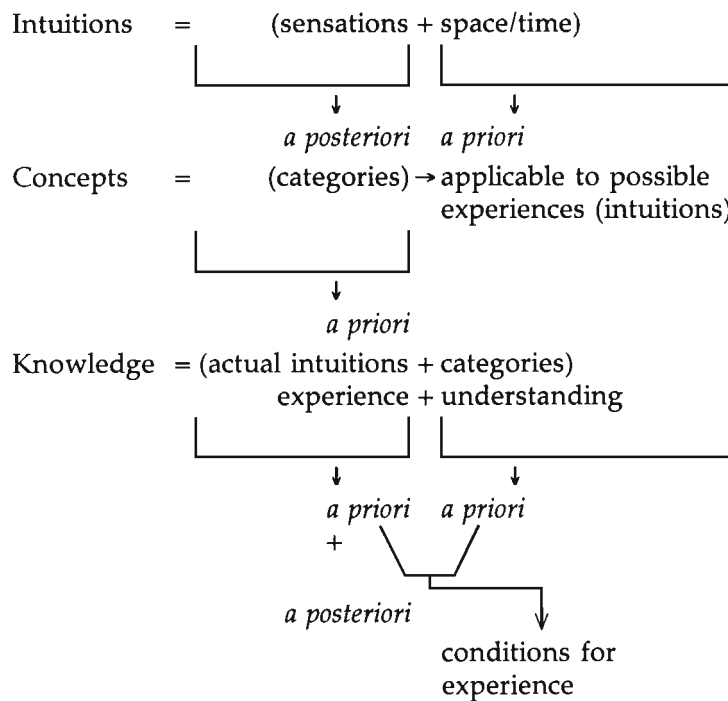 Intuitions = (sensations + space/time)
a posteriori a priori
Concepts = (categories) → applicable to possible
experiences (intuitions)
a priori
Knowledge = (actual intuitions + categories)
experience + understanding
a priori a priori
+
a posteriori
conditions for
experience